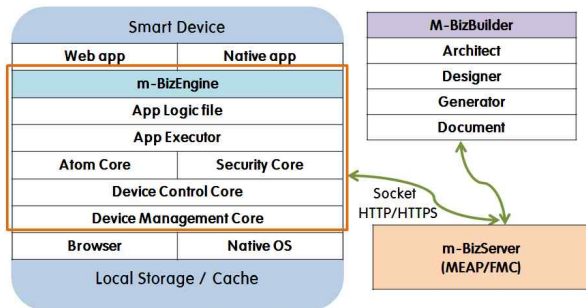 Smart Device
Web app
Native app
m-BizEngine
App Logic file
App Executor
Atom Core
Security Core
Device Control Core
Device Management Core
Browser
Native OS
Local Storage / Cache
M-BizBuilder
Architect
Designer
Generator
Document
Socket
HTTP/HTTPS
m-BizServer
(MEAP/FMC)